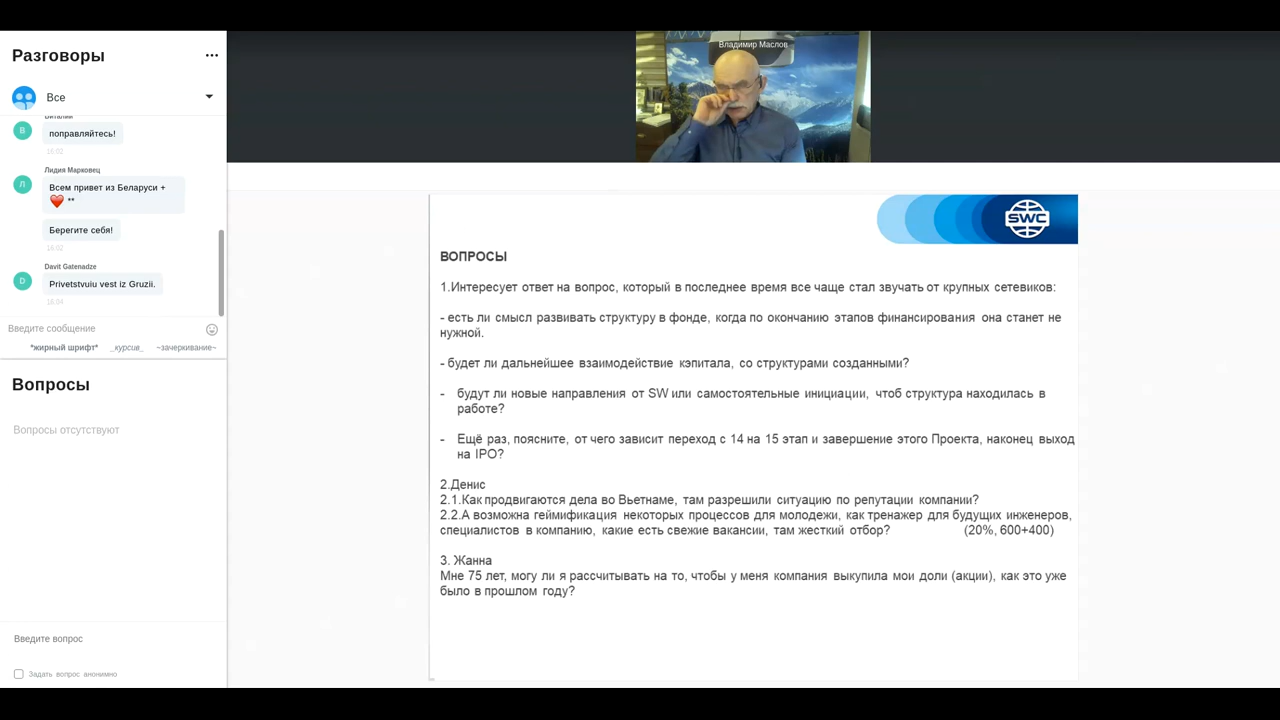 Разговоры
Все
Виталий
поправляйтесь!
18:02
Лидия Марковец
Всем привет из Беларуси +
❤️ **
Берегите себя!
18:02
Davit Gatenadze
Privetstvuiu vest iz Gruzii.
18:04
Введите сообщение
*жирный шрифт* _курсив_ ~зачеркивание~
Вопросы
Вопросы отсутствуют
Введите вопрос
Задать вопрос анонимно
Владимир Маслов
SWC
ВОПРОСЫ
1.Интересует ответ на вопрос, который в последнее время все чаще стал звучать от крупных сетевиков:
- есть ли смысл развивать структуру в фонде, когда по окончанию этапов финансирования она станет не
нужной.
- будет ли дальнейшее взаимодействие кэпитала, со структурами созданными?
- будут ли новые направления от SW или самостоятельные инициации, чтоб структура находилась в
работе?
- Ещё раз, поясните, от чего зависит переход с 14 на 15 этап и завершение этого Проекта, наконец выход
на IPO?
2.Денис
2.1.Как продвигаются дела во Вьетнаме, там разрешили ситуацию по репутации компании?
2.2.А возможна геймификация некоторых процессов для молодежи, как тренажер для будущих инженеров,
специалистов в компанию, какие есть свежие вакансии, там жесткий отбор? (20%, 600+400)
3. Жанна
Мне 75 лет, могу ли я рассчитывать на то, чтобы у меня компания выкупила мои доли (акции), как это уже
было в прошлом году?